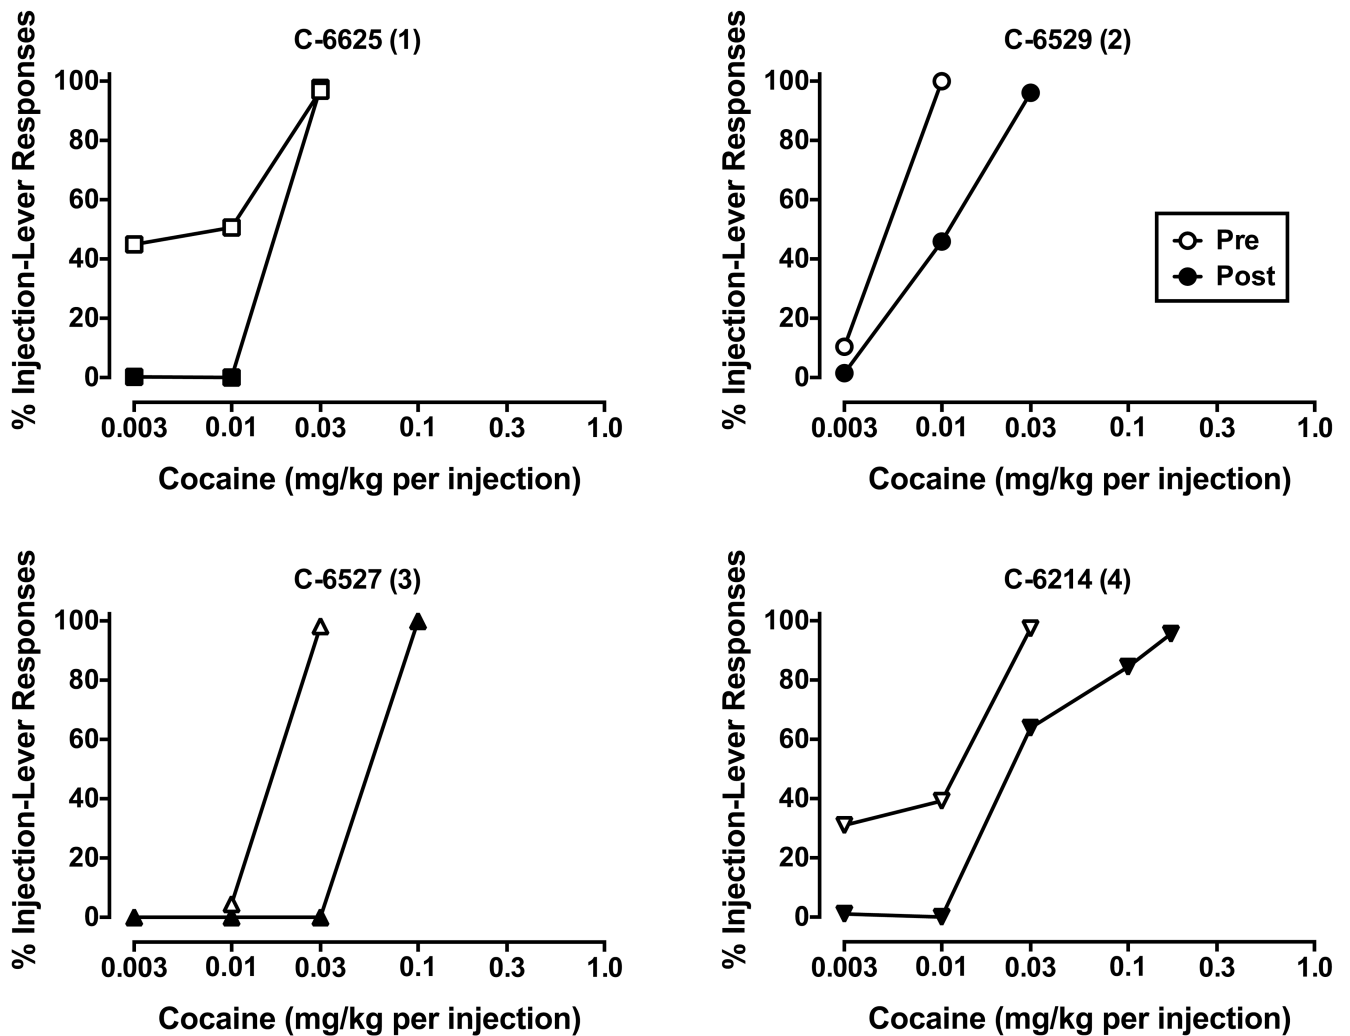 C-6625 (1)
% Injection-Lever Responses
100
80
60
40
20
0
0.003 0.01 0.03 0.1 0.3 1.0
Cocaine (mg/kg per injection)
C-6529 (2)
% Injection-Lever Responses
100
80
60
40
20
0
Pre
Post
0.003 0.01 0.03 0.1 0.3 1.0
Cocaine (mg/kg per injection)
C-6527 (3)
% Injection-Lever Responses
100
80
60
40
20
0
0.003 0.01 0.03 0.1 0.3 1.0
Cocaine (mg/kg per injection)
C-6214 (4)
% Injection-Lever Responses
100
80
60
40
20
0
0.003 0.01 0.03 0.1 0.3 1.0
Cocaine (mg/kg per injection)